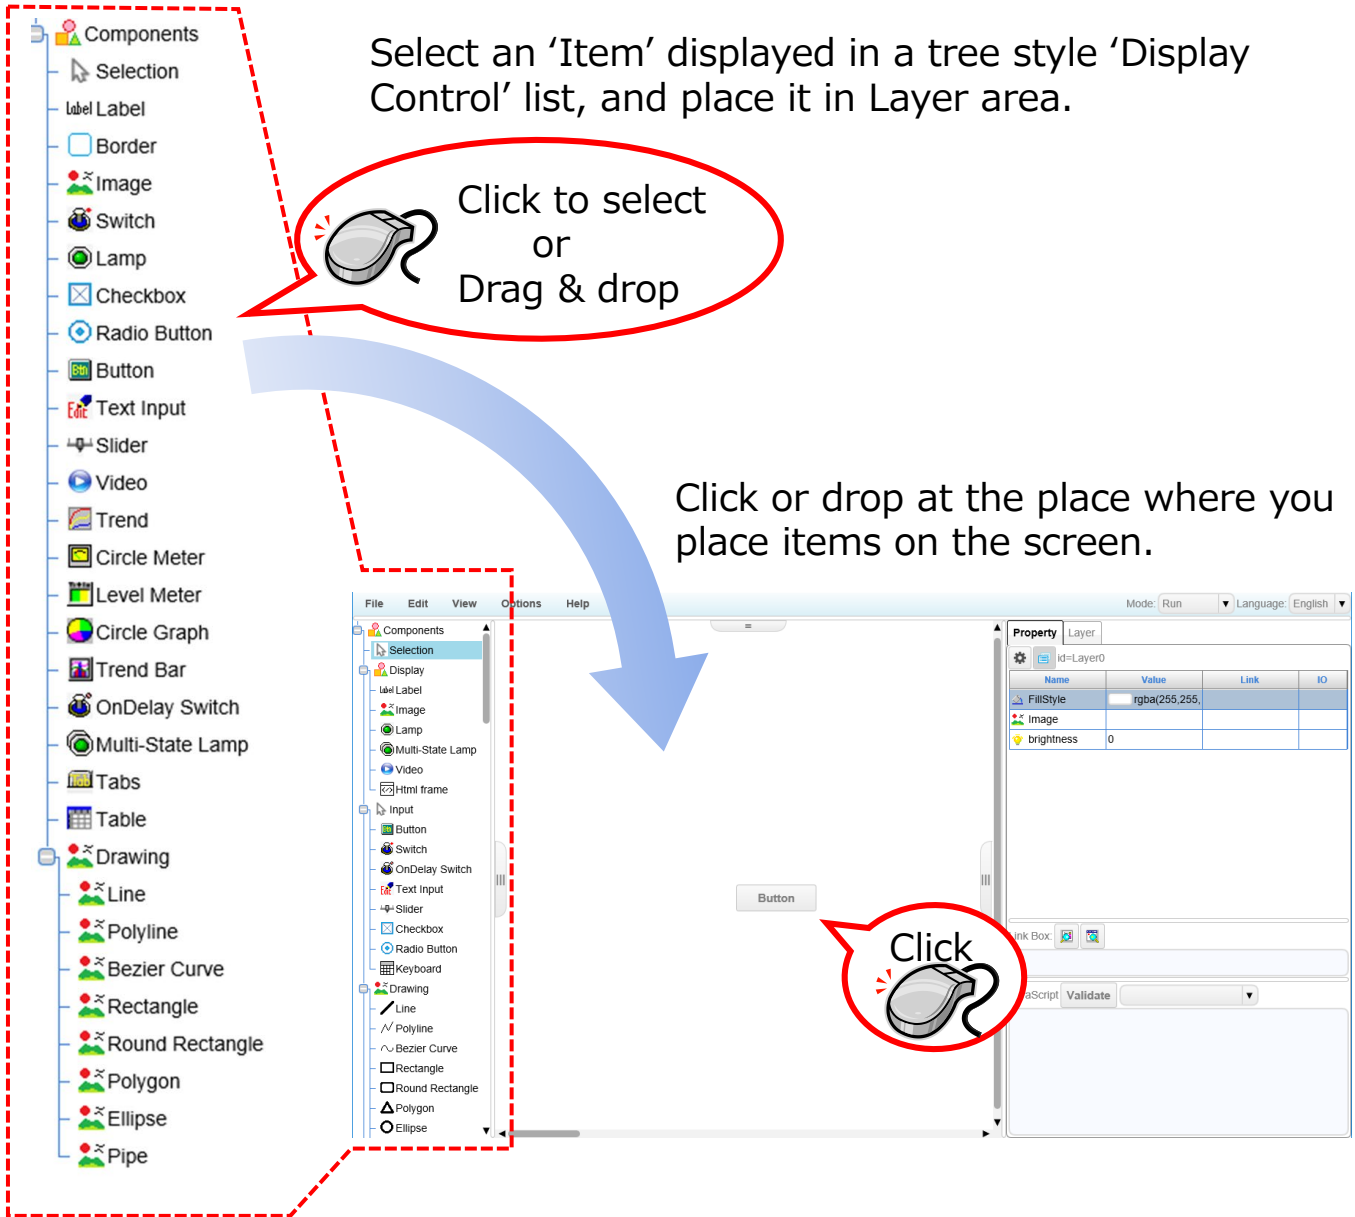 Components
Selection
Label Label
Border
Image
Switch
Lamp
Checkbox
Radio Button
Btn Button
Edit Text Input
Slider
Video
Trend
Circle Meter
Level Meter
Circle Graph
Trend Bar
OnDelay Switch
Multi-State Lamp
Tab Tabs
Table
Drawing
Line
Polyline
Bezier Curve
Rectangle
Round Rectangle
Polygon
Ellipse
Pipe
Select an ‘Item’ displayed in a tree style ‘Display
Control’ list, and place it in Layer area.
Click to select
or
Drag & drop
Click or drop at the place where you
place items on the screen.
File Edit View Options Help Mode: Run Language: English
Components
Selection
Display
Label Label
Image
Lamp
Multi-State Lamp
Video
Html frame
Input
Btn Button
Switch
OnDelay Switch
Edit Text Input
Slider
Checkbox
Radio Button
Keyboard
Drawing
Line
Polyline
Bezier Curve
Rectangle
Round Rectangle
Polygon
Ellipse
Button
Click
Property Layer
id=Layer0
Name Value Link IO
FillStyle rgba(255,255,
Image
brightness 0
ink Box:
aScript Validate